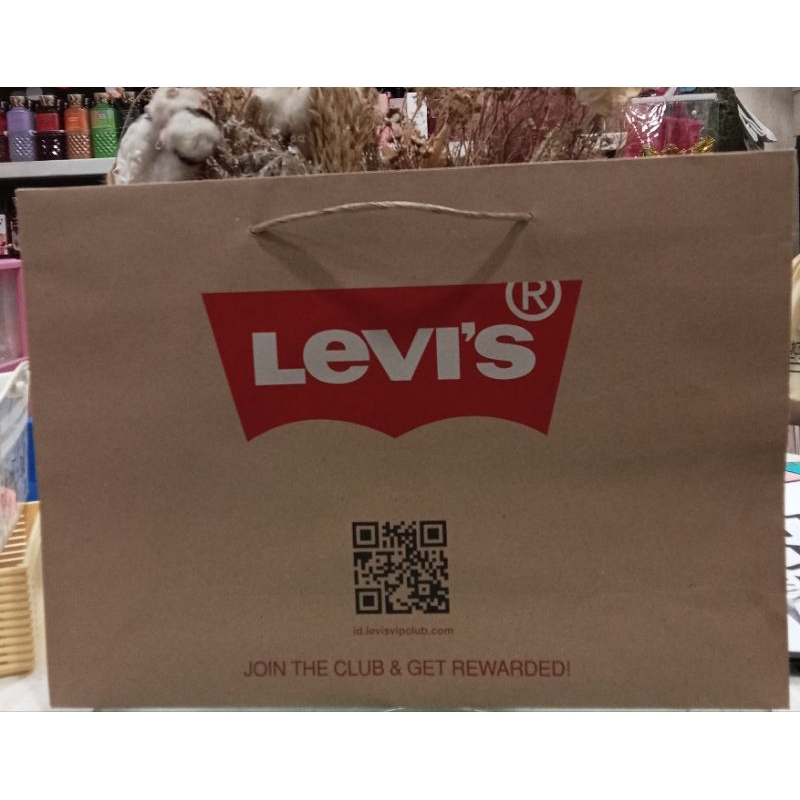 LEVI'S®
id.levisvipclub.com
JOIN THE CLUB & GET REWARDED!